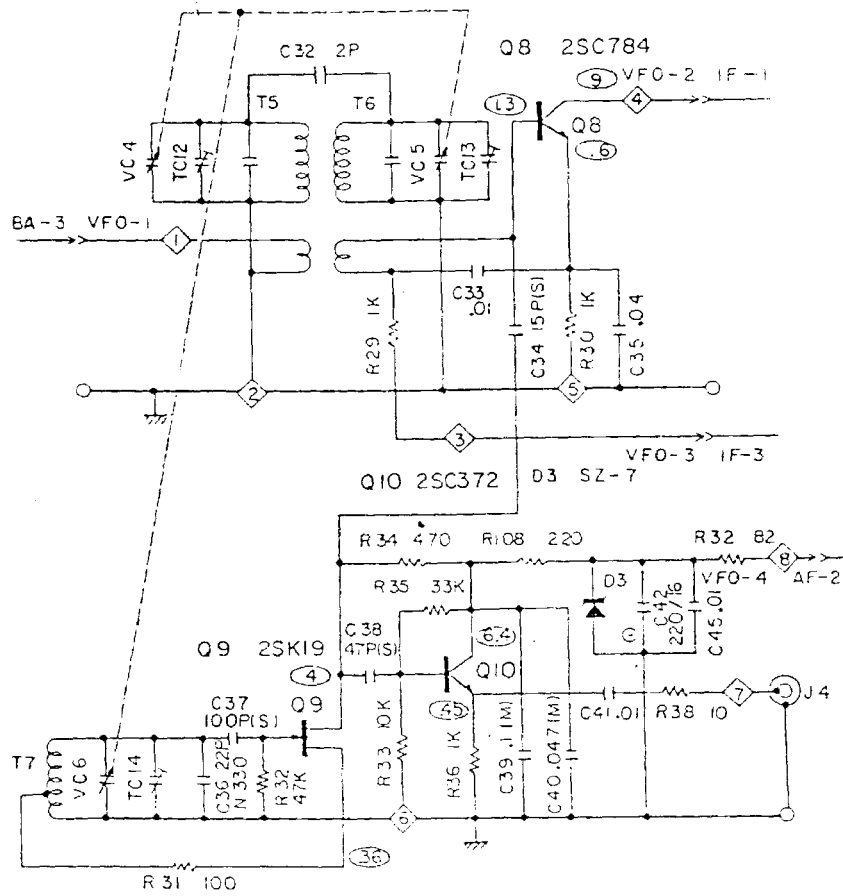 Q8 2SC784
C32 2P
9 VFO-2 IF-1
4
T5 T6
1.3
Q8
VC4 TC12 VC5 TC13
.6
BA-3 VFO-1
1
C33
.01
R29 1K
C34 15P(S)
R30 1K
C35 .04
2
5
3
VFO-3 IF-3
Q10 2SC372 D3 SZ-7
R34 470 R108 220 R32 82
8
R35 33K D3 VFO-4 AF-2
C42
220/16
C45 .01
C38
47P(S)
6.4
Q9 2SK19
4
Q10
C37
100P(S)
Q9
.45
7
J4
C41 .01 R38 10
T7
VC6 TC14
C36 22P
N330
R32
47K
R33 10K
R36 1K
C39 .1(M)
C40 .047(M)
6
.36
R31 100